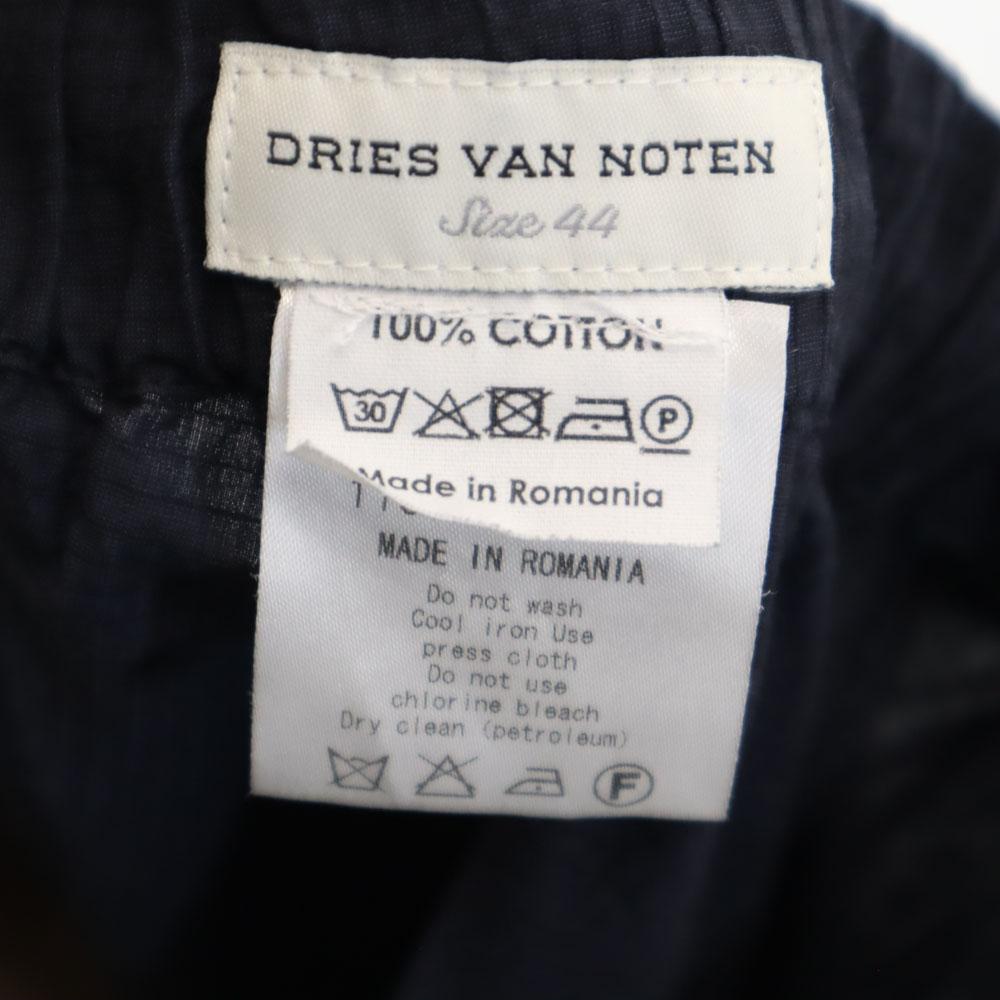 DRIES VAN NOTEN
Size 44
100% COTTON
30 P
Made in Romania
MADE IN ROMANIA
Do not wash
Cool iron Use
press cloth
Do not use
chlorine bleach
Dry clean (petroleum)
F